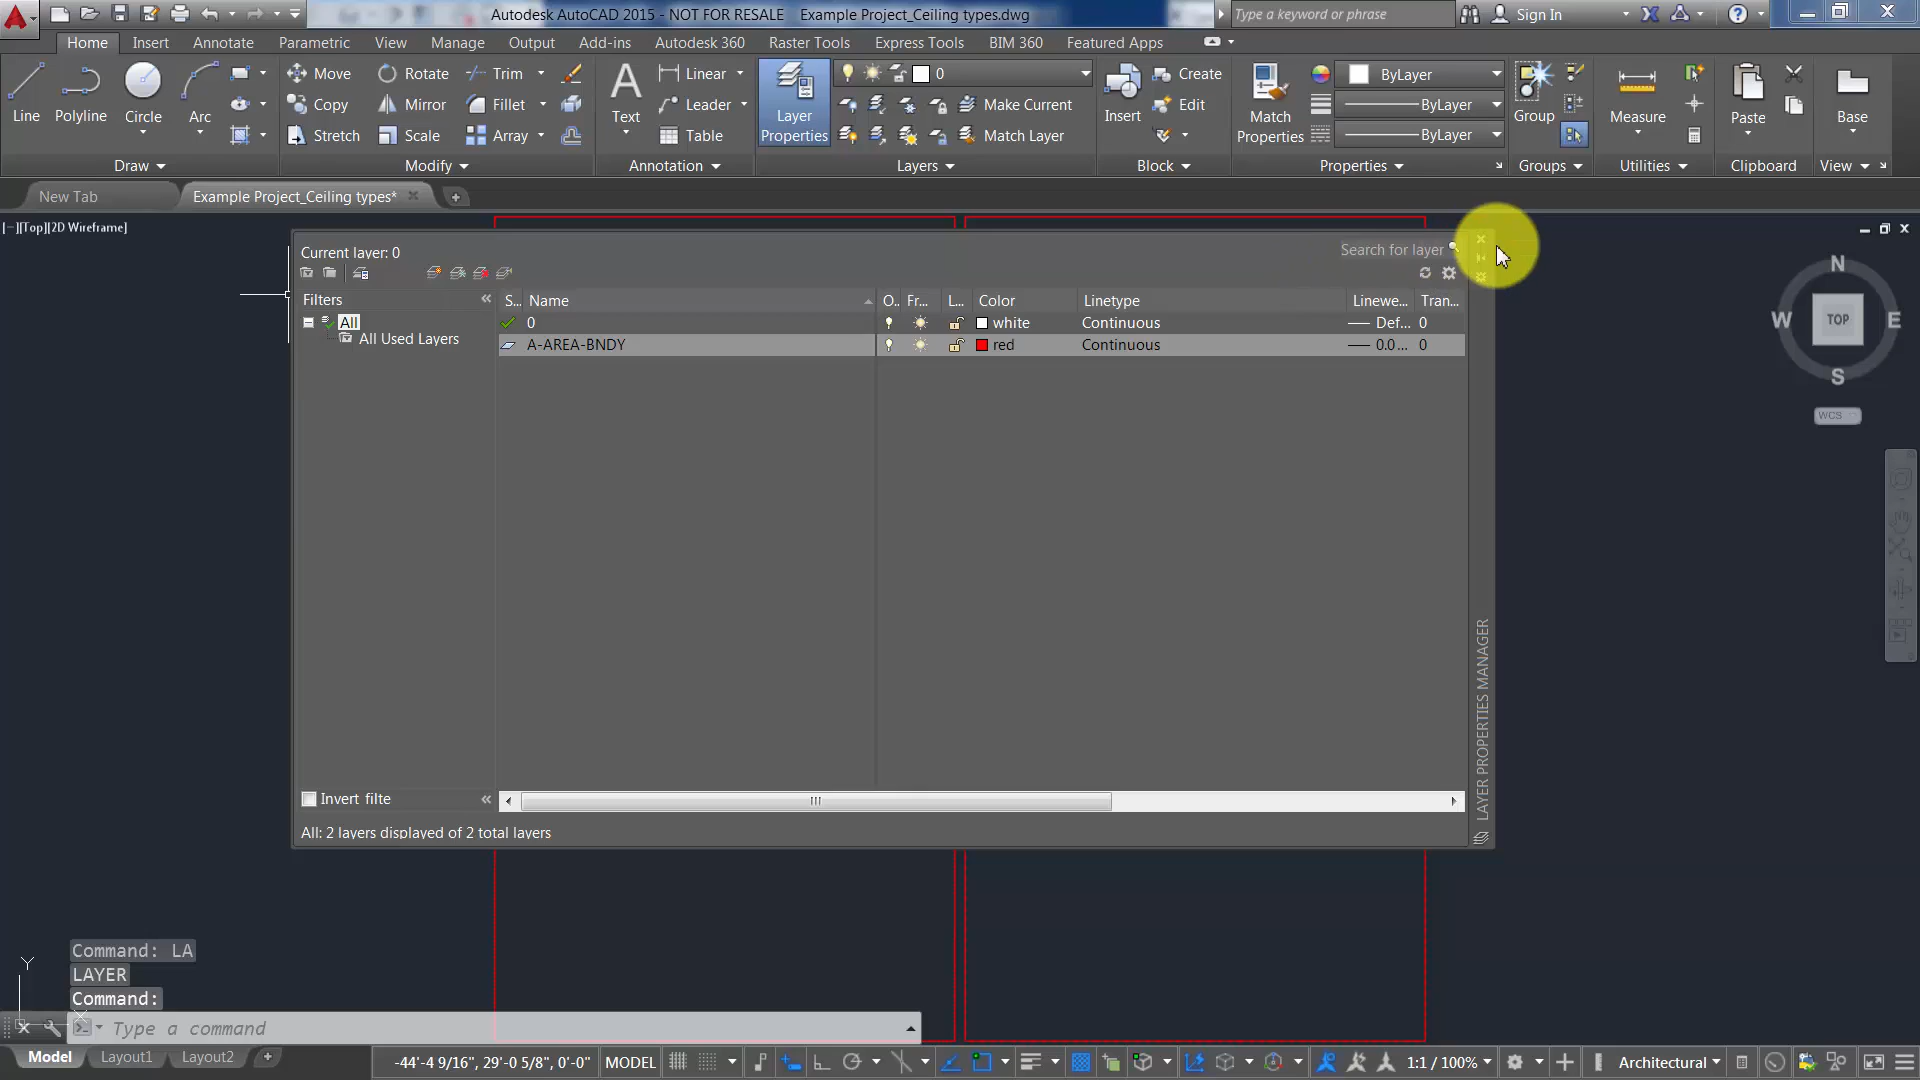 Autodesk AutoCAD 2015 - NOT FOR RESALE Example Project_Ceiling types.dwg
Type a keyword or phrase
Sign In
Home Insert Annotate Parametric View Manage Output Add-ins Autodesk 360 Raster Tools Express Tools BIM 360 Featured Apps
Line Polyline Circle Arc
Move Rotate Trim
Copy Mirror Fillet
Stretch Scale Array
Text
Linear
Leader
Table
Layer Properties
0
Make Current
Match Layer
Insert
Create
Edit
Match Properties
ByLayer
ByLayer
ByLayer
Group
Measure
Paste
Base
Draw Modify Annotation Layers Block Properties Groups Utilities Clipboard View
New Tab Example Project_Ceiling types*
[−][Top][2D Wireframe]
Current layer: 0
Search for layer
Filters
All
All Used Layers
S.. Name O.. Fr... L... Color Linetype Linewe... Tran...
0 white Continuous Def... 0
A-AREA-BNDY red Continuous 0.0... 0
Invert filte
All: 2 layers displayed of 2 total layers
LAYER PROPERTIES MANAGER
N
W TOP E
S
WCS
Command: LA
LAYER
Command:
Type a command
Y
X
Model Layout1 Layout2
-44'-4 9/16", 29'-0 5/8", 0'-0" MODEL 1:1 / 100% Architectural